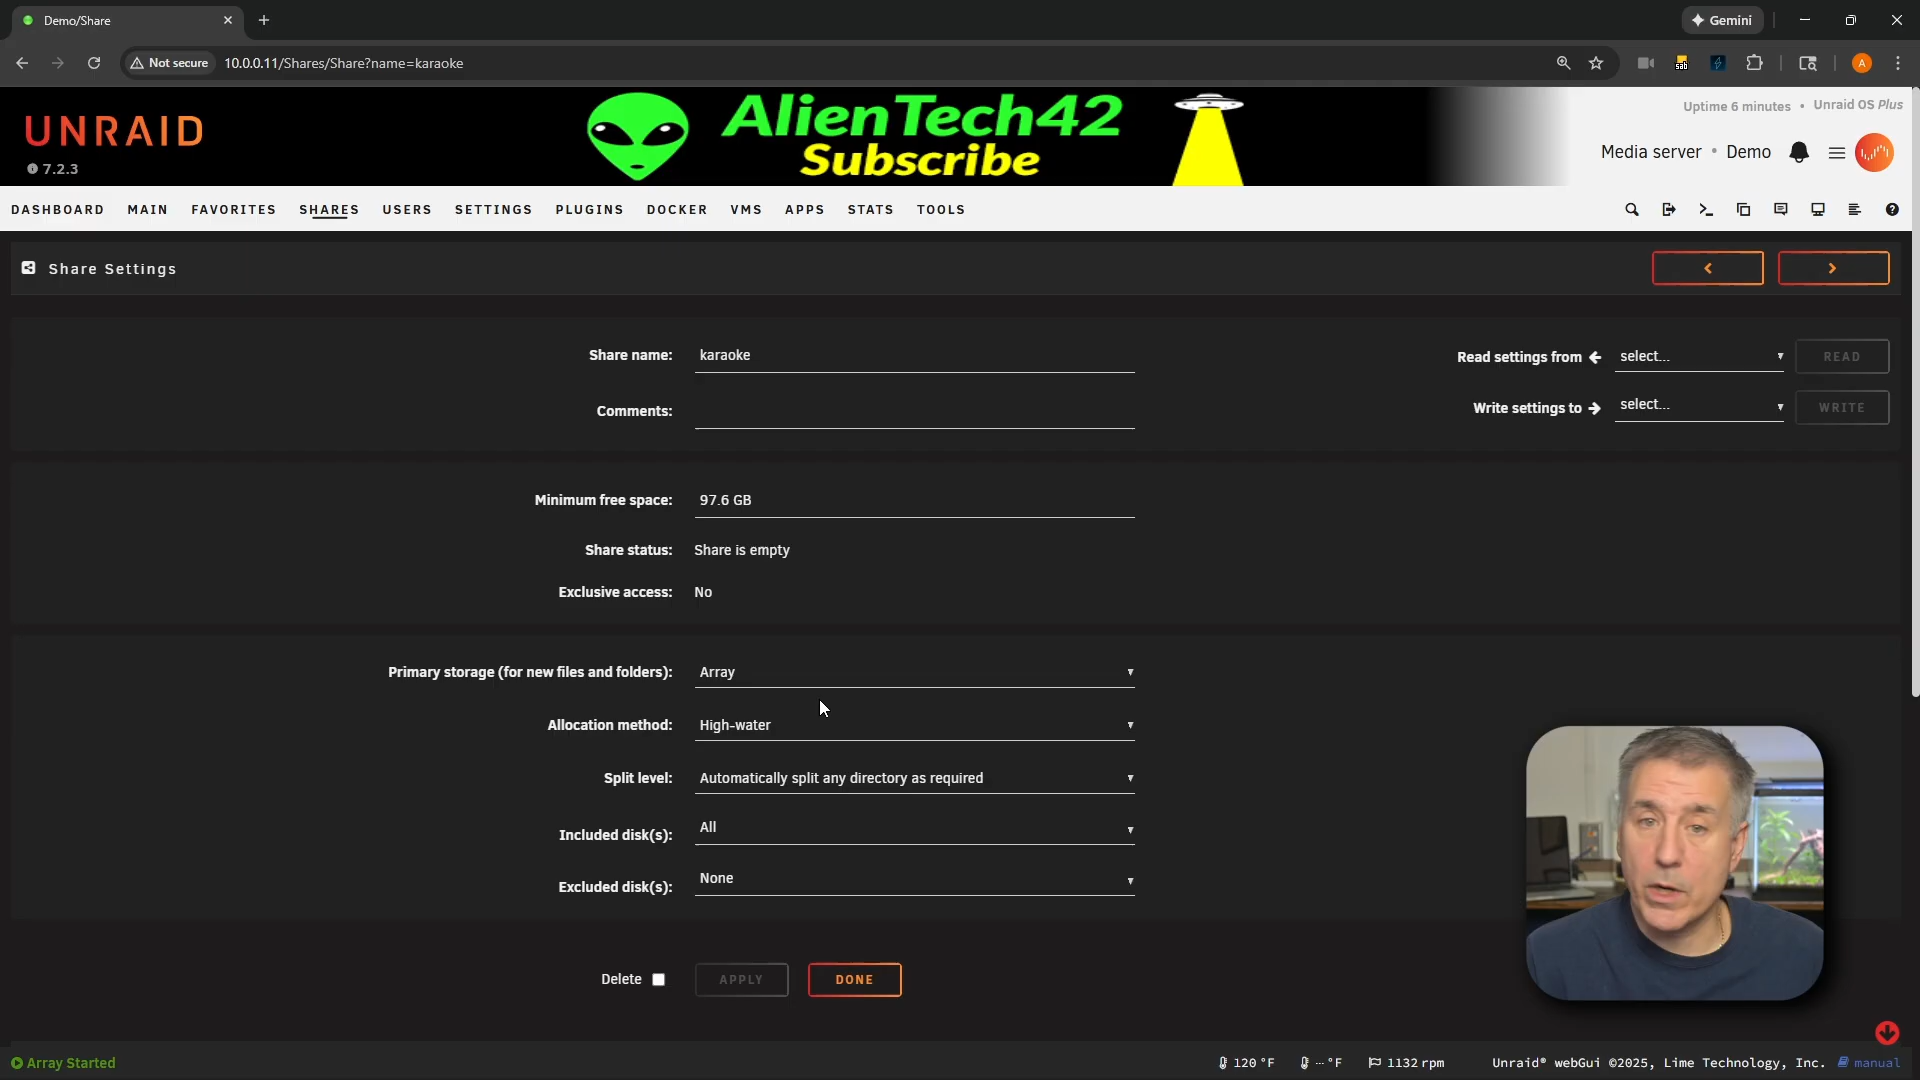 Demo/Share
Gemini
Not secure
10.0.0.11/Shares/Share?name=karaoke
sab
A
UNRAID
7.2.3
AlienTech42
Subscribe
Uptime 6 minutes • Unraid OS Plus
Media server • Demo
DASHBOARD MAIN FAVORITES SHARES USERS SETTINGS PLUGINS DOCKER VMS APPS STATS TOOLS
Share Settings
Share name: karaoke
Read settings from select... READ
Comments:
Write settings to select... WRITE
Minimum free space: 97.6 GB
Share status: Share is empty
Exclusive access: No
Primary storage (for new files and folders): Array
Allocation method: High-water
Split level: Automatically split any directory as required
Included disk(s): All
Excluded disk(s): None
Delete APPLY DONE
Array Started
120 °F -- °F 1132 rpm Unraid® webGui ©2025, Lime Technology, Inc. manual